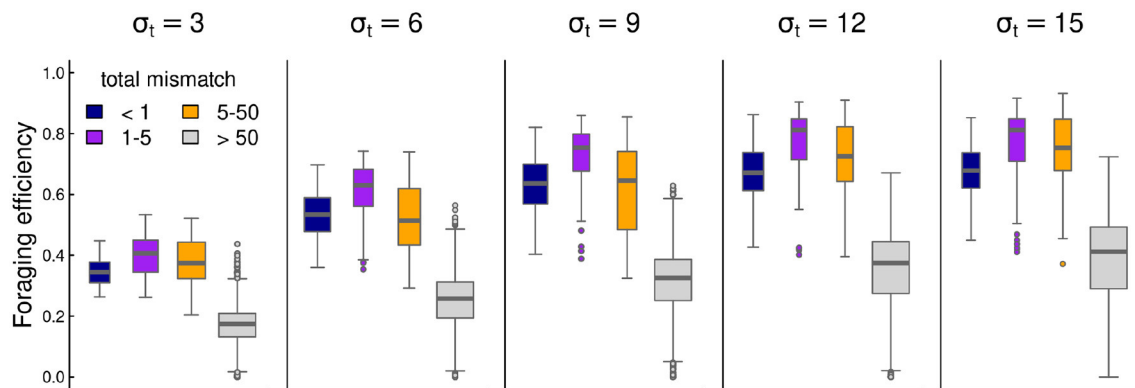 σt = 3
σt = 6
σt = 9
σt = 12
σt = 15
Foraging efficiency
1.0
0.8
0.6
0.4
0.2
0.0
total mismatch
< 1
5-50
1-5
> 50